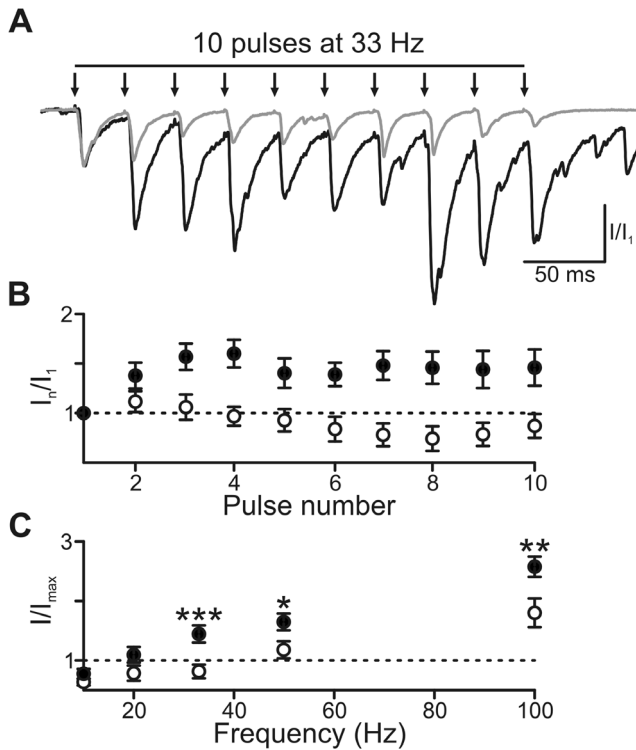 A
10 pulses at 33 Hz
I/I₁
50 ms
B
2
Iₙ/I₁
1
2 4 6 8 10
Pulse number
C
3
I/Imax
** 
*** *
1
20 40 60 80 100
Frequency (Hz)